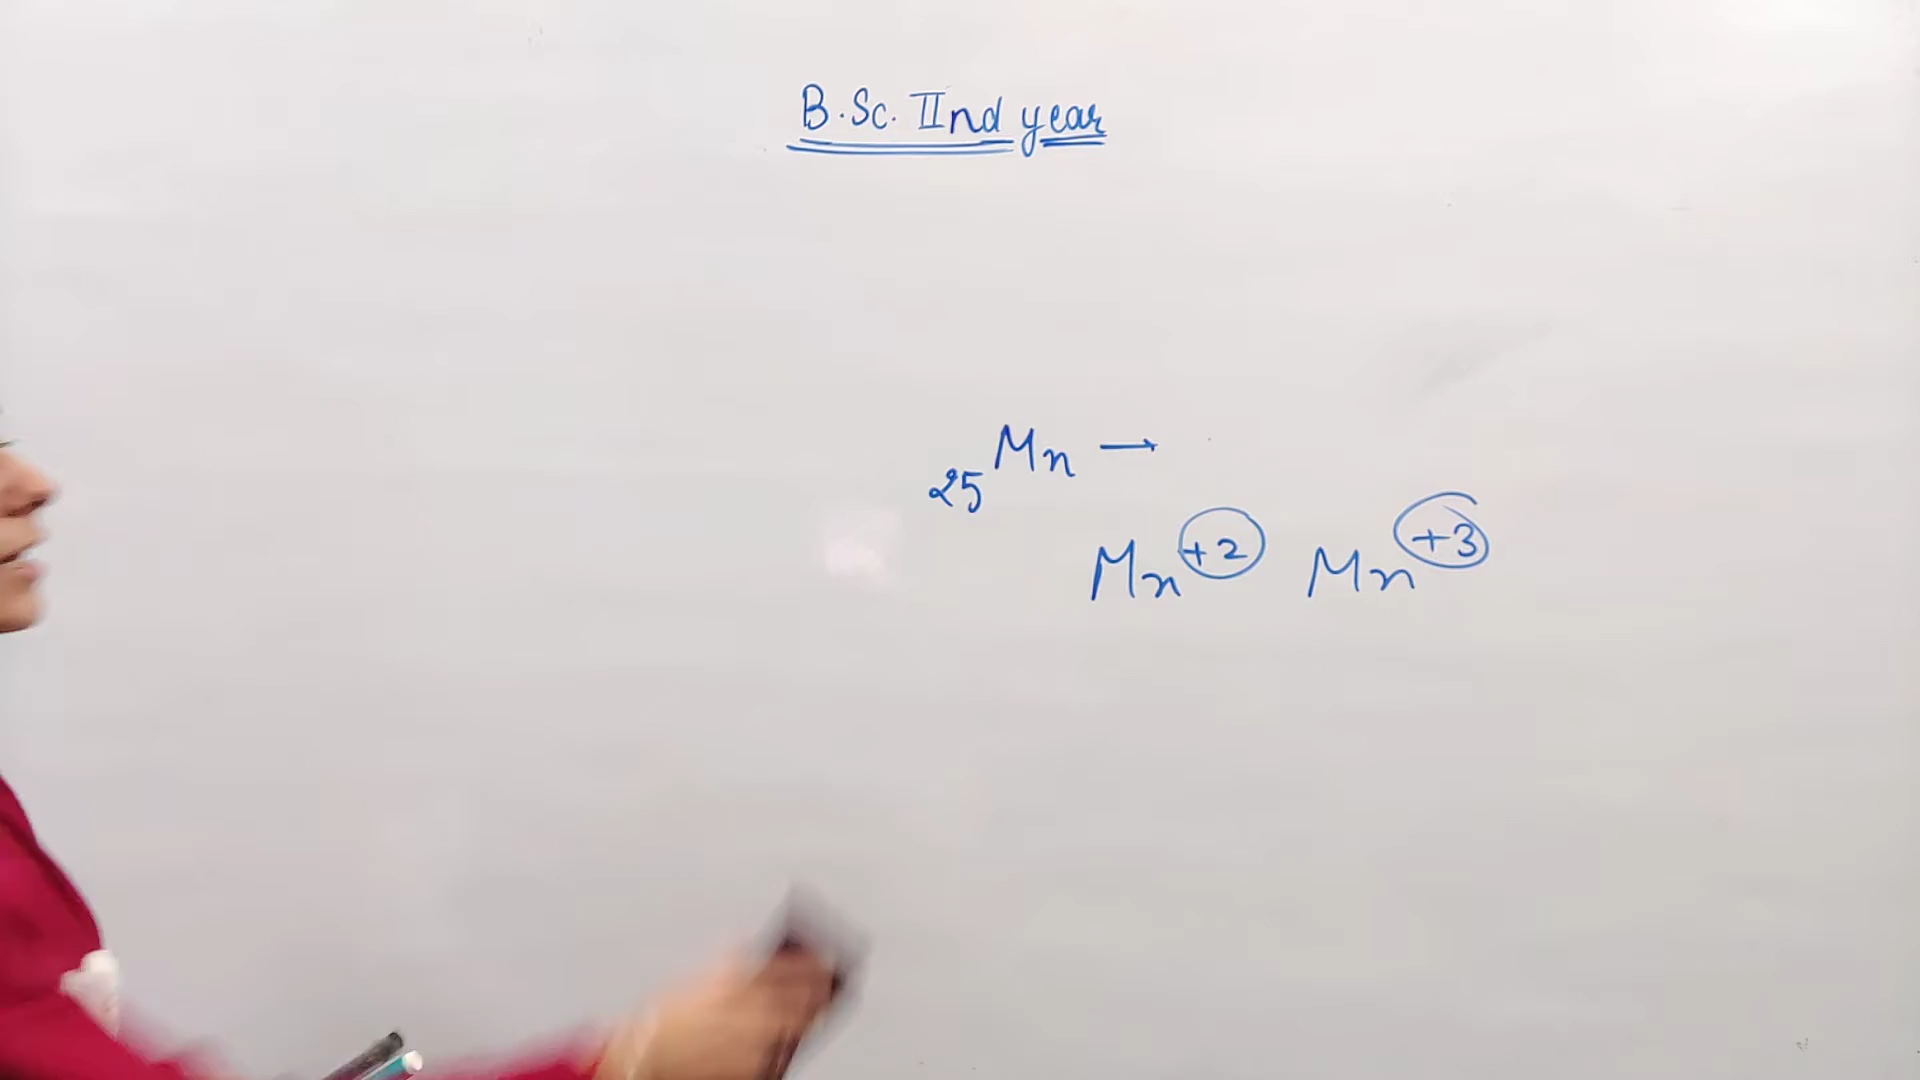 B.Sc. IInd year
₂₅Mn →
Mn⁺² Mn⁺³